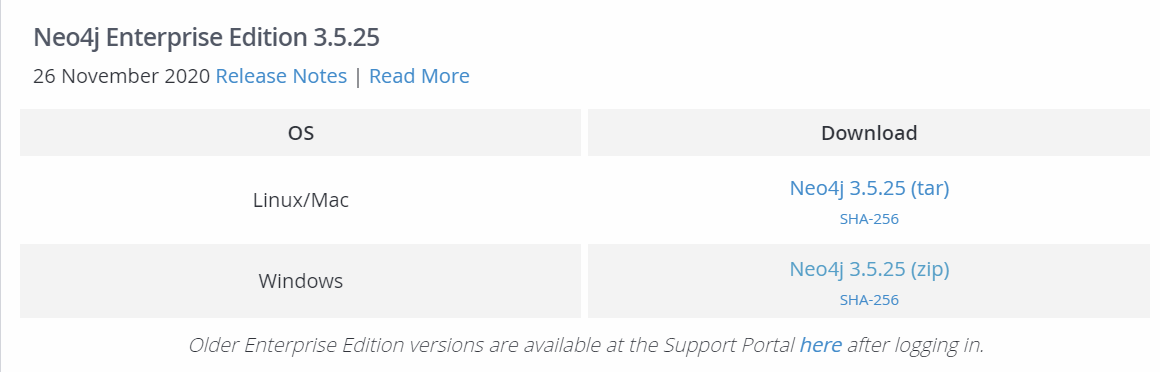 Neo4j Enterprise Edition 3.5.25
26 November 2020 Release Notes | Read More
OS Download
Linux/Mac Neo4j 3.5.25 (tar)
SHA-256
Windows Neo4j 3.5.25 (zip)
SHA-256
Older Enterprise Edition versions are available at the Support Portal here after logging in.